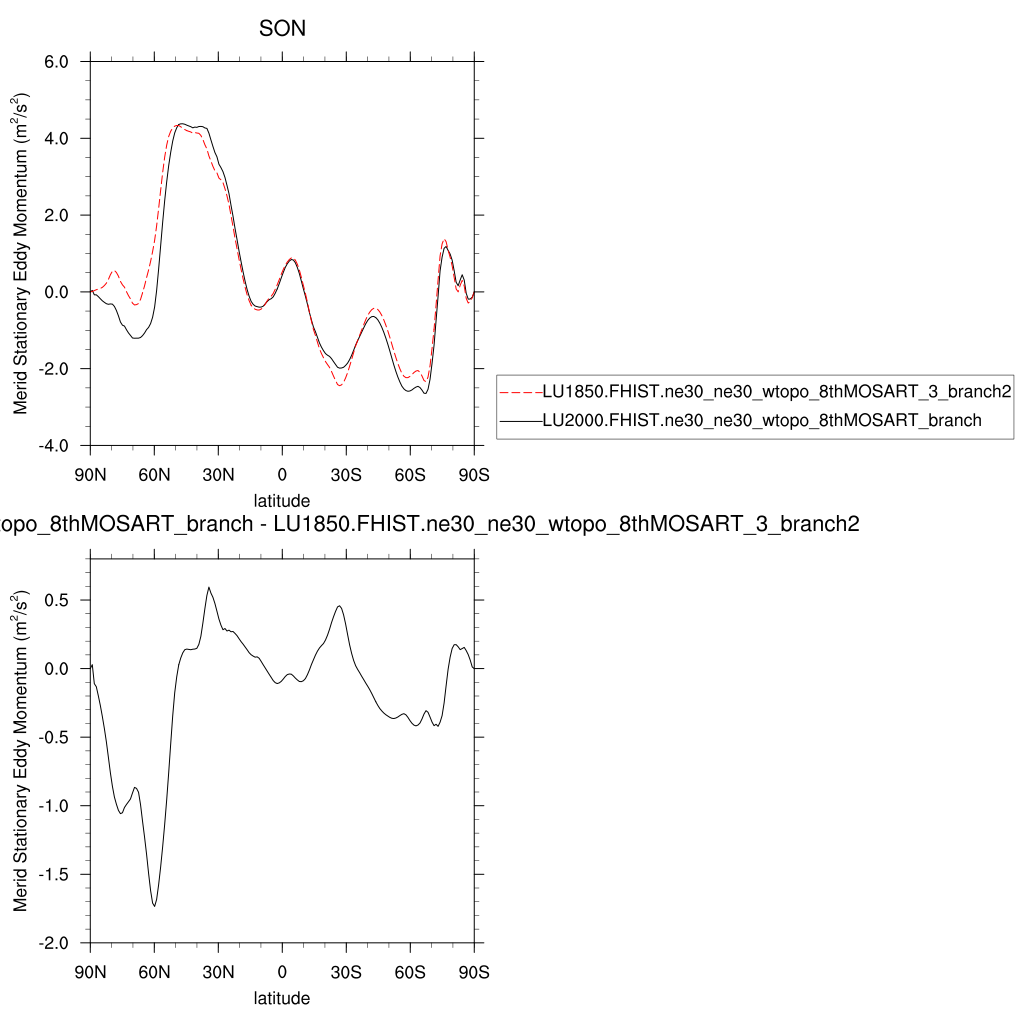 SON
Merid Stationary Eddy Momentum (m²/s²)
6.0
4.0
2.0
0.0
-2.0
-4.0
90N 60N 30N 0 30S 60S 90S
latitude
LU1850.FHIST.ne30_ne30_wtopo_8thMOSART_3_branch2
LU2000.FHIST.ne30_ne30_wtopo_8thMOSART_branch
topo_8thMOSART_branch - LU1850.FHIST.ne30_ne30_wtopo_8thMOSART_3_branch2
Merid Stationary Eddy Momentum (m²/s²)
0.5
0.0
-0.5
-1.0
-1.5
-2.0
90N 60N 30N 0 30S 60S 90S
latitude